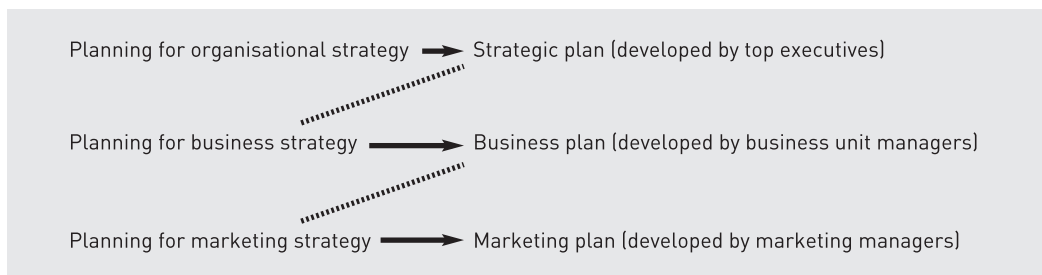 Planning for organisational strategy Strategic plan (developed by top executives)
Planning for business strategy Business plan (developed by business unit managers)
Planning for marketing strategy Marketing plan (developed by marketing managers)